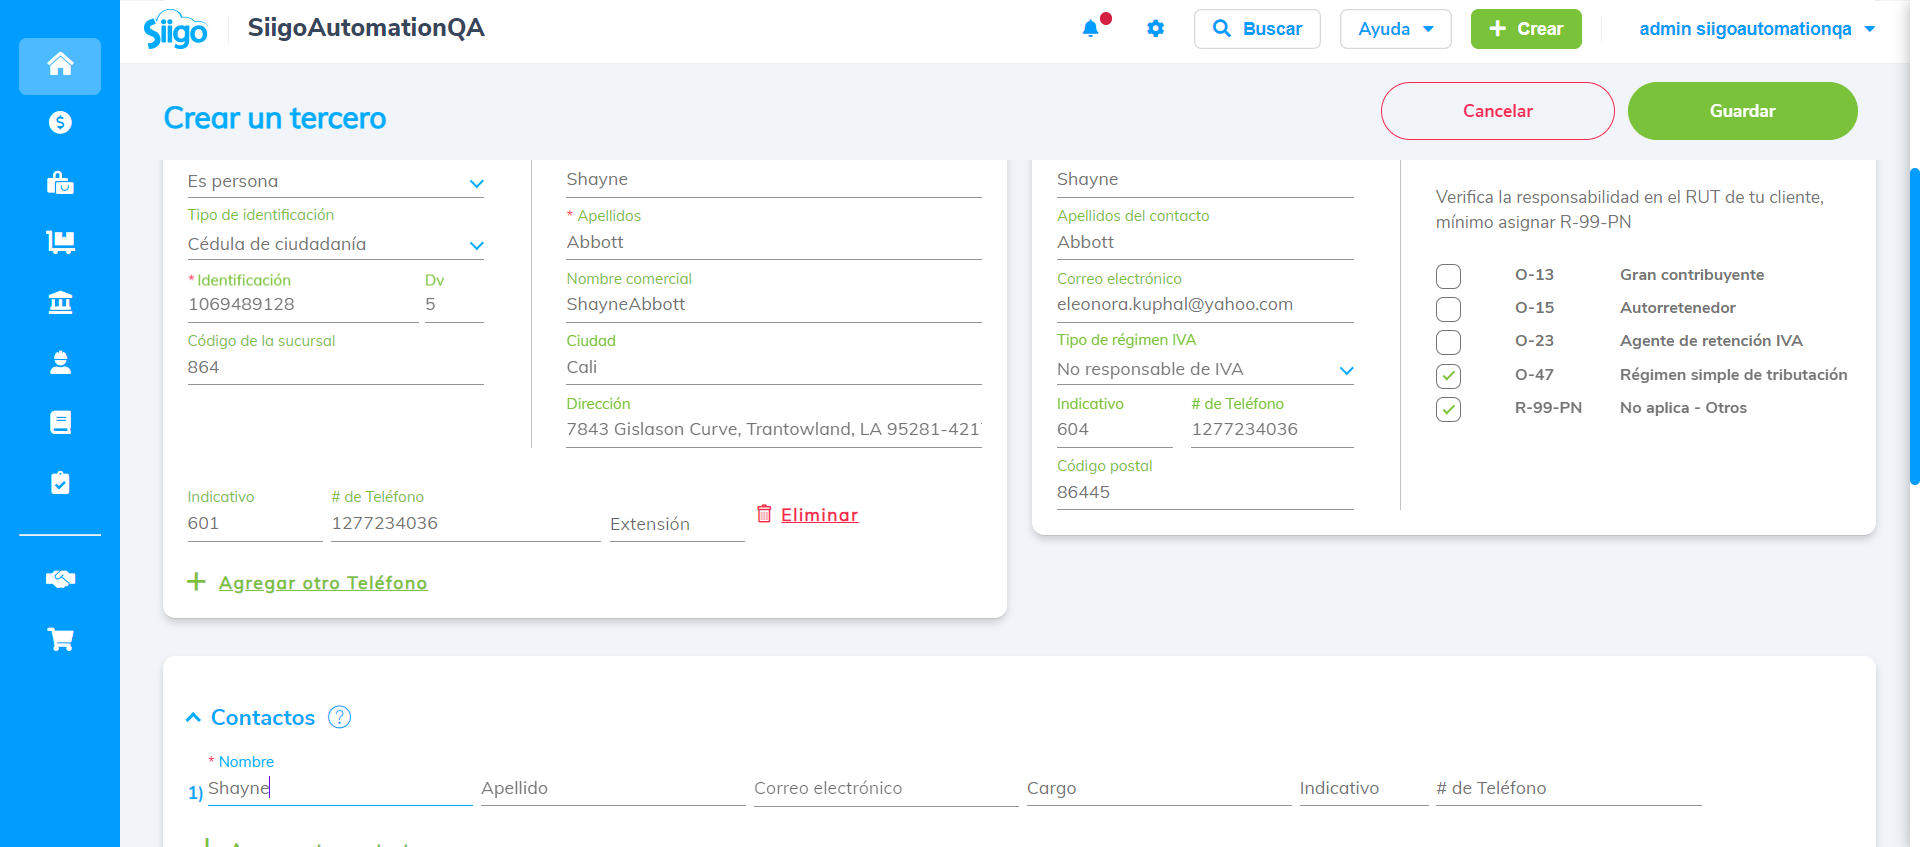 Siigo
SiigoAutomationQA
Buscar
Ayuda
Crear
admin siigoautomationqa
Crear un tercero
Cancelar
Guardar
Es persona
Tipo de identificación
Cédula de ciudadanía
* Identificación
Dv
1069489128
5
Código de la sucursal
864
Shayne
* Apellidos
Abbott
Nombre comercial
ShayneAbbott
Ciudad
Cali
Dirección
7843 Gislason Curve, Trantowland, LA 95281-421
Indicativo
# de Teléfono
601
1277234036
Extensión
Eliminar
+ Agregar otro Teléfono
Shayne
Apellidos del contacto
Abbott
Correo electrónico
eleonora.kuphal@yahoo.com
Tipo de régimen IVA
No responsable de IVA
Indicativo
# de Teléfono
604
1277234036
Código postal
86445
Verifica la responsabilidad en el RUT de tu cliente,
mínimo asignar R-99-PN
O-13 Gran contribuyente
O-15 Autorretenedor
O-23 Agente de retención IVA
O-47 Régimen simple de tributación
R-99-PN No aplica - Otros
Contactos ?
* Nombre
1) Shayne Apellido Correo electrónico Cargo Indicativo # de Teléfono